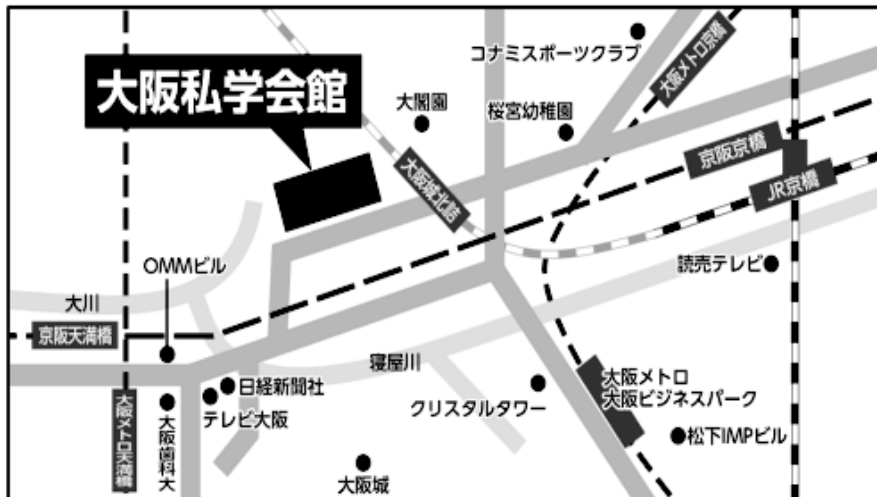 コナミスポーツクラブ
大阪メトロ京橋
大阪私学会館
大閤園
桜宮幼稚園
京阪京橋
JR京橋
大阪城北詰
OMMビル
読売テレビ
大川
京阪天満橋
寝屋川
日経新聞社
テレビ大阪
クリスタルタワー
大阪メトロ
大阪ビジネスパーク
大阪メトロ天満橋
大阪歯科大
松下IMPビル
大阪城